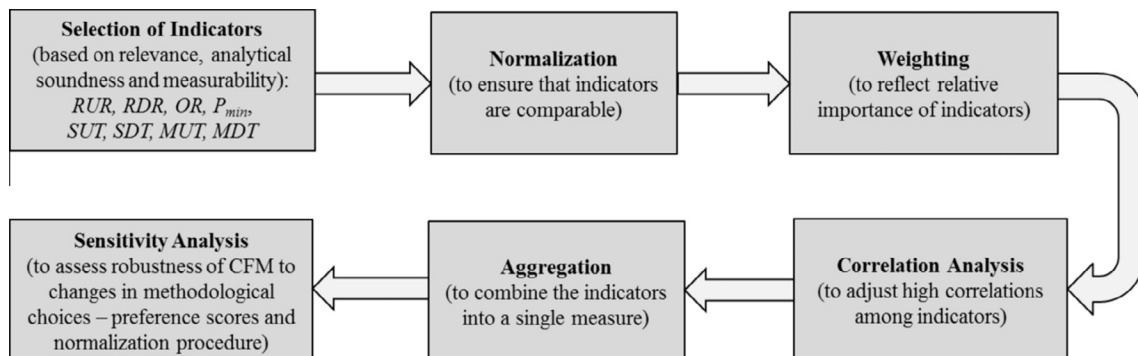 Selection of Indicators
(based on relevance, analytical
soundness and measurability):
RUR, RDR, OR, Pmin,
SUT, SDT, MUT, MDT
Normalization
(to ensure that indicators
are comparable)
Weighting
(to reflect relative
importance of indicators)
Correlation Analysis
(to adjust high correlations
among indicators)
Aggregation
(to combine the indicators
into a single measure)
Sensitivity Analysis
(to assess robustness of CFM to
changes in methodological
choices – preference scores and
normalization procedure)